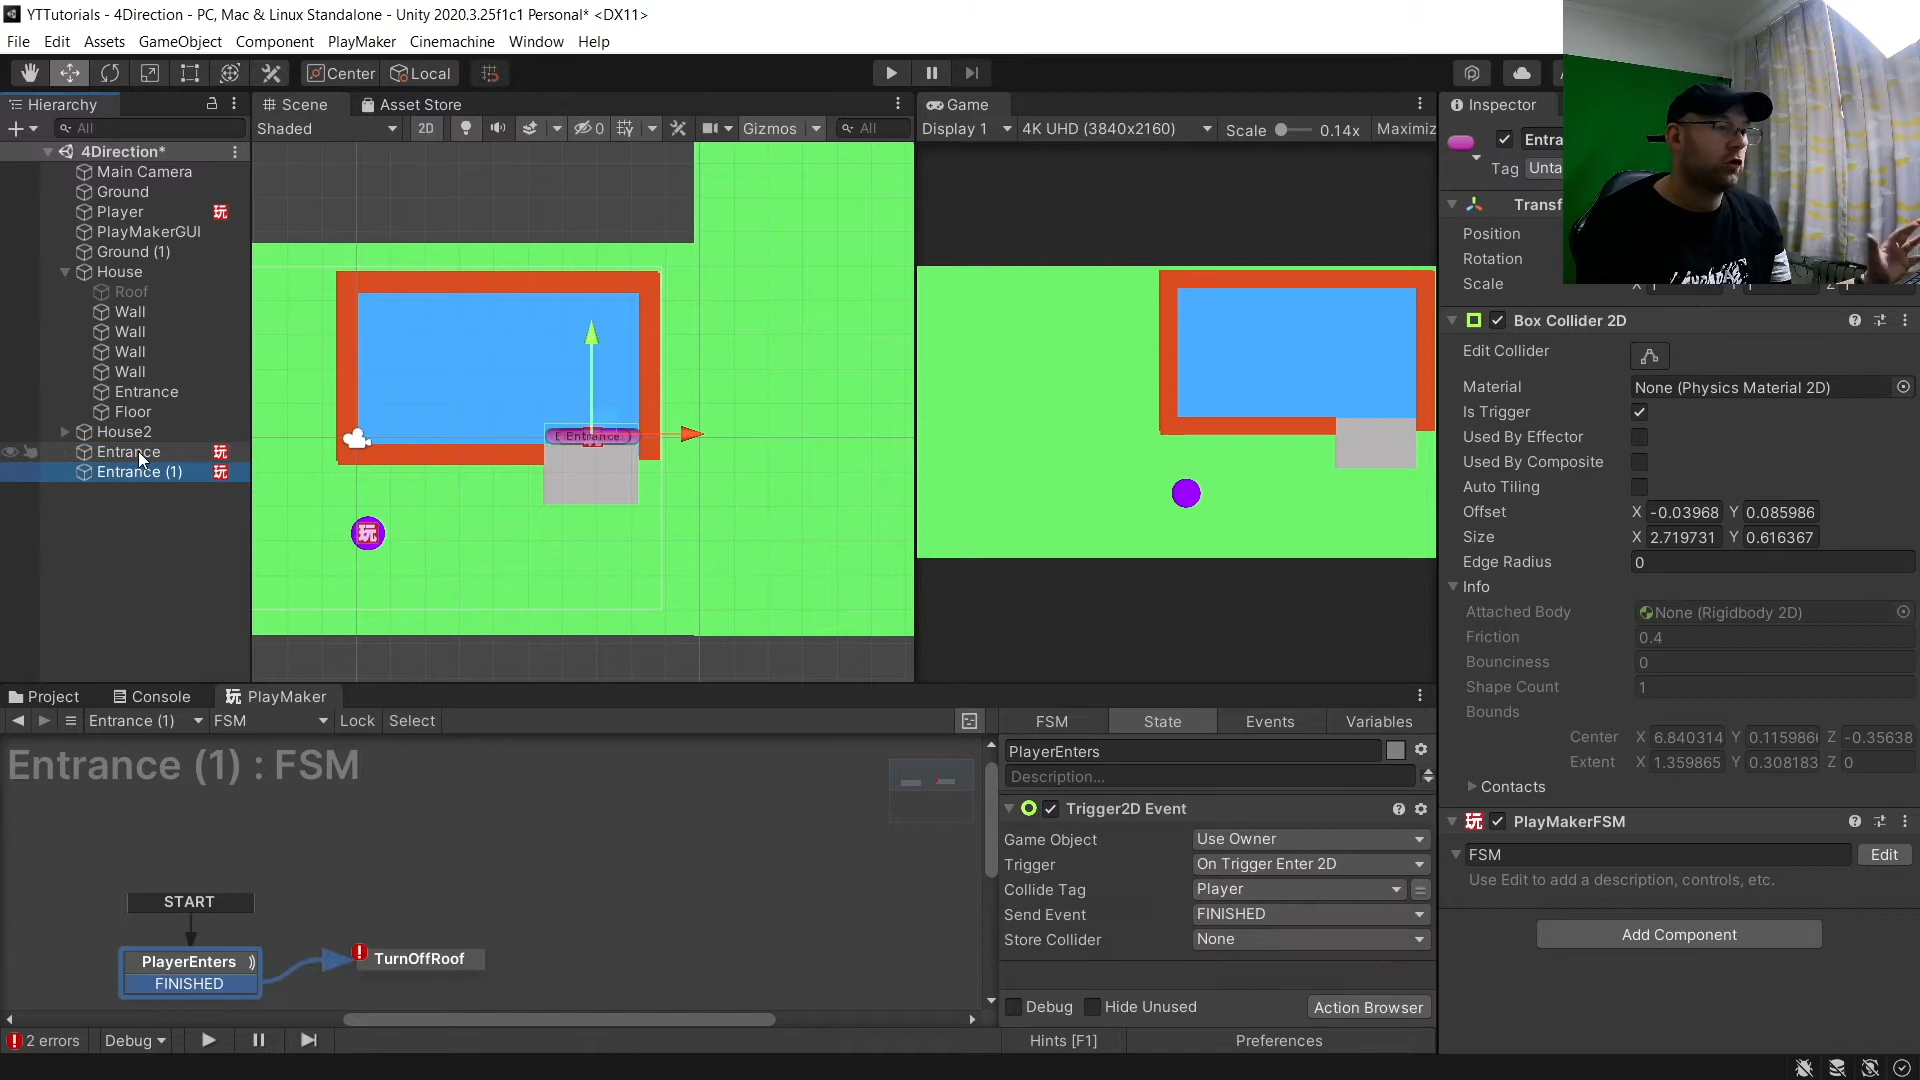 YTTutorials - 4Direction - PC, Mac & Linux Standalone - Unity 2020.3.25f1c1 Personal* <DX11>
File Edit Assets GameObject Component PlayMaker Cinemachine Window Help
Center Local
Hierarchy
All
4Direction*
Main Camera
Ground
Player 玩
PlayMakerGUI
Ground (1)
House
Roof
Wall
Wall
Wall
Wall
Entrance
Floor
House2
Entrance 玩
Entrance (1) 玩
Scene Asset Store
Shaded 2D 0 Gizmos All
Entrance
玩
Game
Display 1 4K UHD (3840x2160) Scale 0.14x Maximiz
Inspector
Entra
Tag Unta
Transf
Position
Rotation
Scale
Box Collider 2D
Edit Collider
Material None (Physics Material 2D)
Is Trigger
Used By Effector
Used By Composite
Auto Tiling
Offset X -0.03968 Y 0.085986
Size X 2.719731 Y 0.616367
Edge Radius 0
Info
Attached Body None (Rigidbody 2D)
Friction 0.4
Bounciness 0
Shape Count 1
Bounds
Center X 6.840314 Y 0.115986 Z -0.35638
Extent X 1.359865 Y 0.308183 Z 0
Contacts
玩 PlayMakerFSM
FSM Edit
Use Edit to add a description, controls, etc.
Add Component
Project Console 玩 PlayMaker
Entrance (1) FSM Lock Select
Entrance (1) : FSM
START
PlayerEnters
FINISHED
TurnOffRoof
2 errors Debug
FSM State Events Variables
PlayerEnters
Description...
Trigger2D Event
Game Object Use Owner
Trigger On Trigger Enter 2D
Collide Tag Player
Send Event FINISHED
Store Collider None
Debug Hide Unused Action Browser
Hints [F1] Preferences